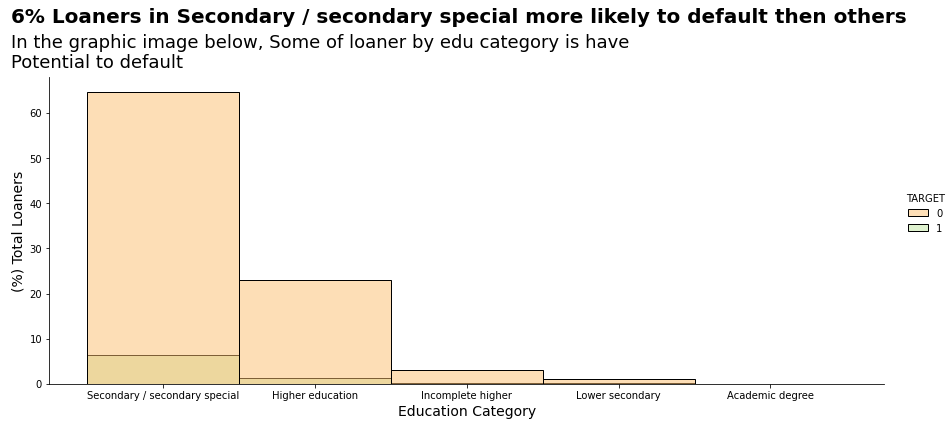 6% Loaners in Secondary / secondary special more likely to default then others
In the graphic image below, Some of loaner by edu category is have
Potential to default
60
50
40
30
20
10
0
(%) Total Loaners
Secondary / secondary special
Higher education
Incomplete higher
Lower secondary
Academic degree
Education Category
TARGET
0
1